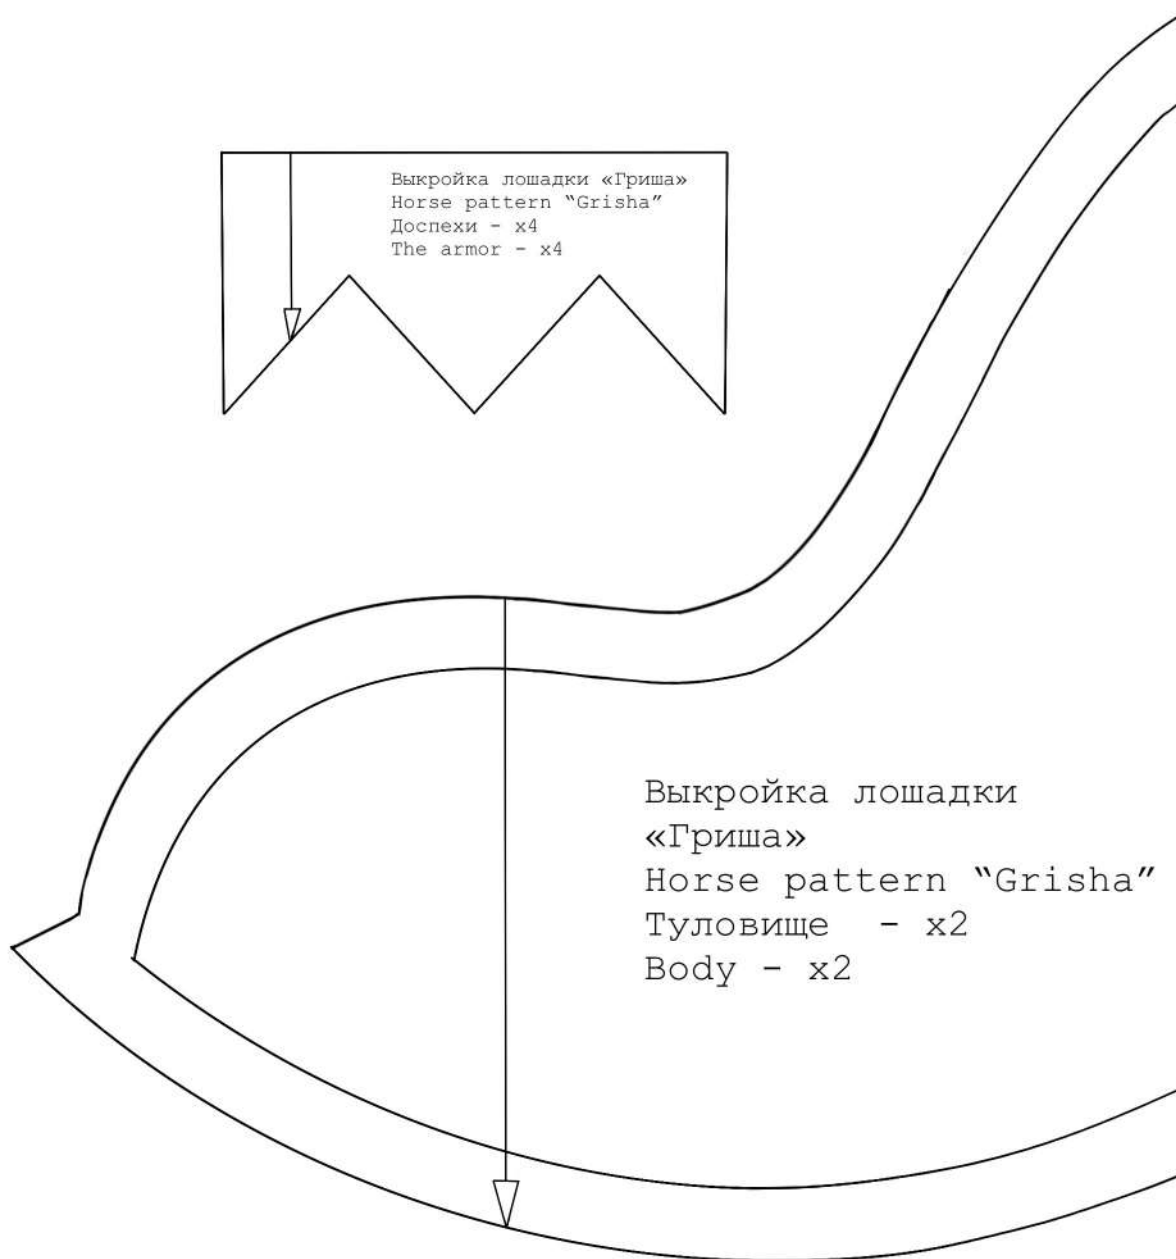 Выкройка лошадки «Гриша»
Horse pattern “Grisha”
Доспехи - x4
The armor - x4
Выкройка лошадки
«Гриша»
Horse pattern “Grisha”
Туловище - x2
Body - x2